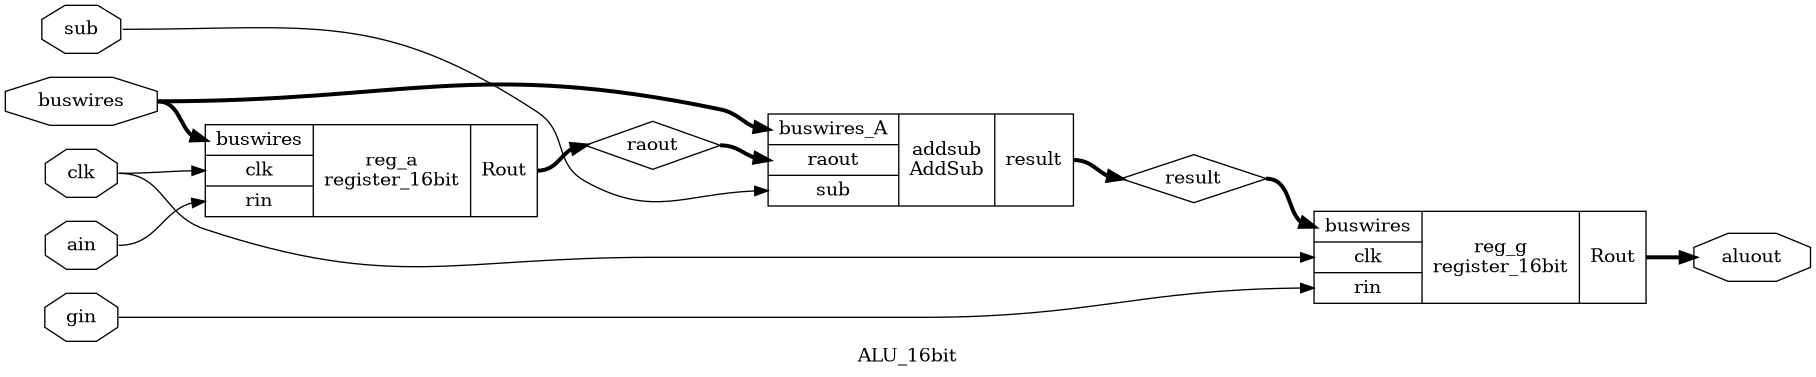 sub
buswires
clk
ain
gin
buswires
clk
rin
reg_a
register_16bit
Rout
raout
buswires_A
raout
sub
addsub
AddSub
result
result
buswires
clk
rin
reg_g
register_16bit
Rout
aluout
ALU_16bit